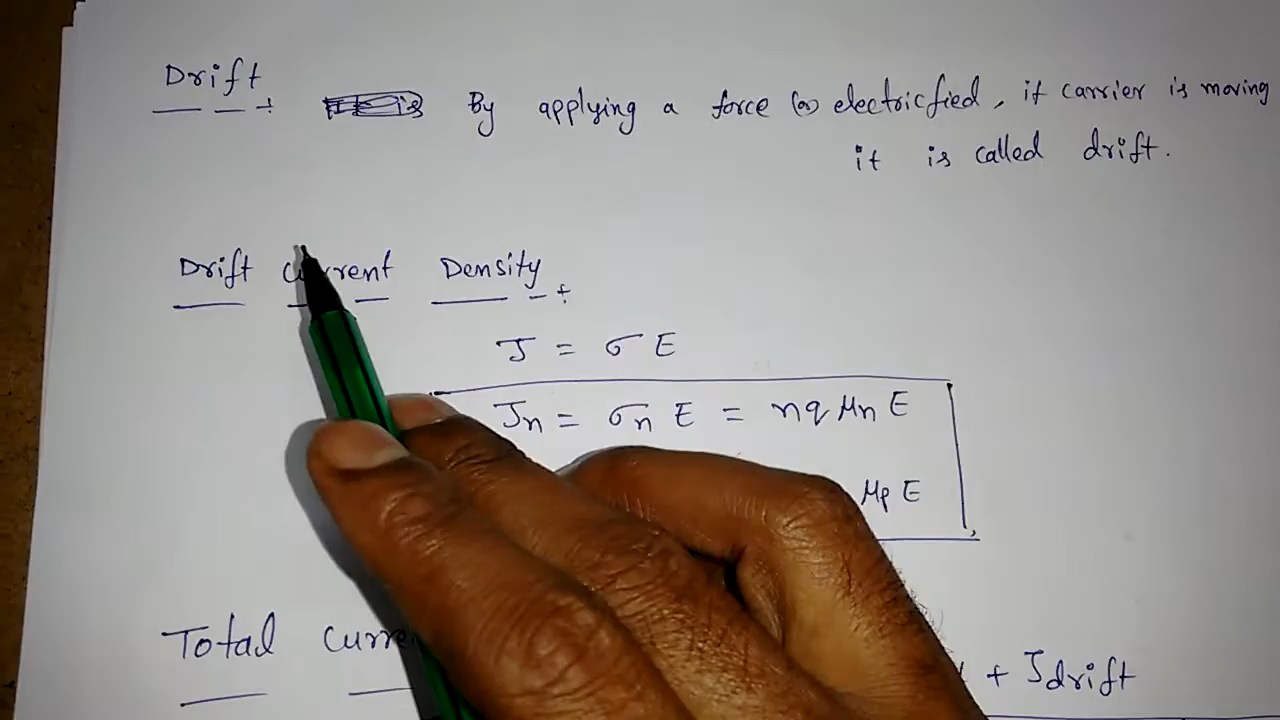 Drift
By applying a force (or) electricfied, if carrier is moving
it is called drift.
Drift current Density
J = σ E
Jn = σn E = nq μn E
μp E
Total
+ Jdrift